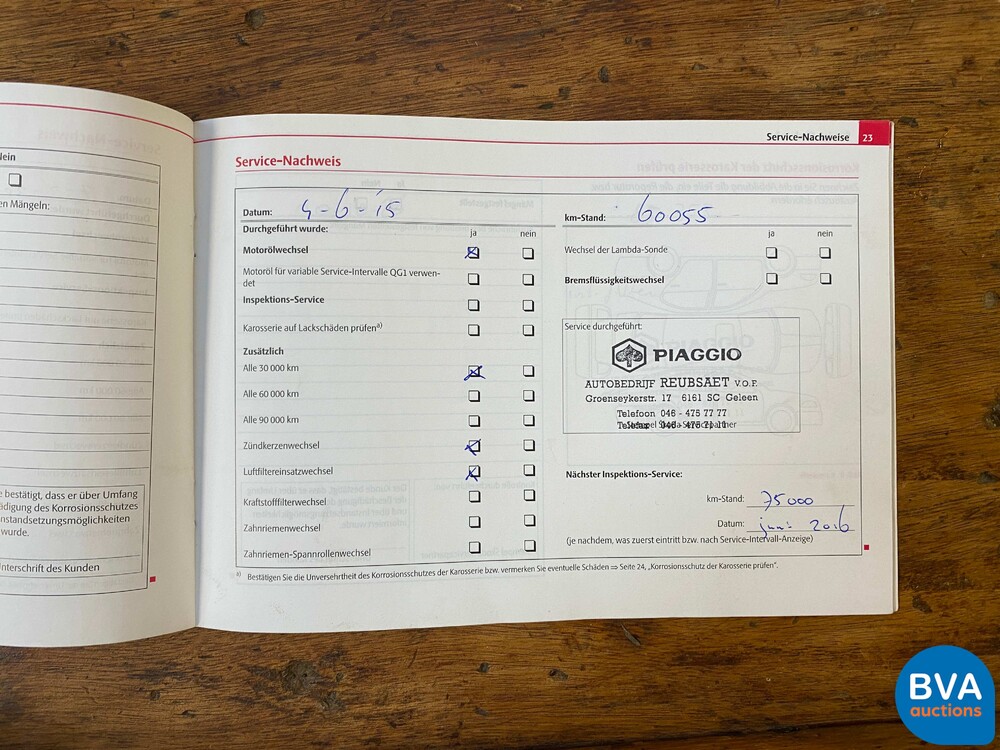 Nein
en Mängeln:
e bestätigt, dass er über Umfang
ädigung des Korrosionsschutzes
nstandsetzungsmöglichkeiten
wurde.
nterschrift des Kunden
Service-Nachweise 23
Service-Nachweis
Datum: 4-6-'15
km-Stand: 60055
Durchgeführt wurde:
ja nein
ja nein
Motorölwechsel
Wechsel der Lambda-Sonde
Motoröl für variable Service-Intervalle QG1 verwen-
det
Bremsflüssigkeitswechsel
Inspektions-Service
Karosserie auf Lackschäden prüfen a)
Service durchgeführt:
PIAGGIO
AUTOBEDRIJF REUBSAET V.O.F.
Groenseykerstr. 17 6161 SC Geleen
Telefoon 046 - 475 77 77
Zusätzlich
Alle 30 000 km
Alle 60 000 km
Alle 90 000 km
Zündkerzenwechsel
Luftfiltereinsatzwechsel
Kraftstofffilterwechsel
Zahnriemenwechsel
Zahnriemen-Spannrollenwechsel
Nächster Inspektions-Service:
km-Stand: 75000
Datum: juni 2016
(je nachdem, was zuerst eintritt bzw. nach Service-Intervall-Anzeige)
a) Bestätigen Sie die Unversehrtheit des Korrosionsschutzes der Karosserie bzw. vermerken Sie eventuelle Schäden ⇒ Seite 24, „Korrosionsschutz der Karosserie prüfen“.
BVA
auctions